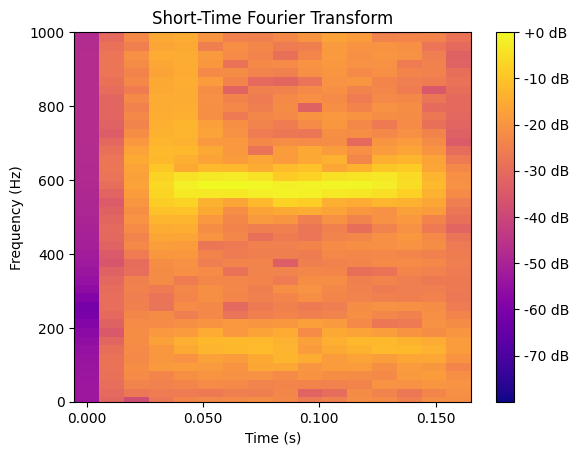 Short-Time Fourier Transform
Frequency (Hz)
1000
800
600
400
200
0
0.000 0.050 0.100 0.150
Time (s)
+0 dB
-10 dB
-20 dB
-30 dB
-40 dB
-50 dB
-60 dB
-70 dB